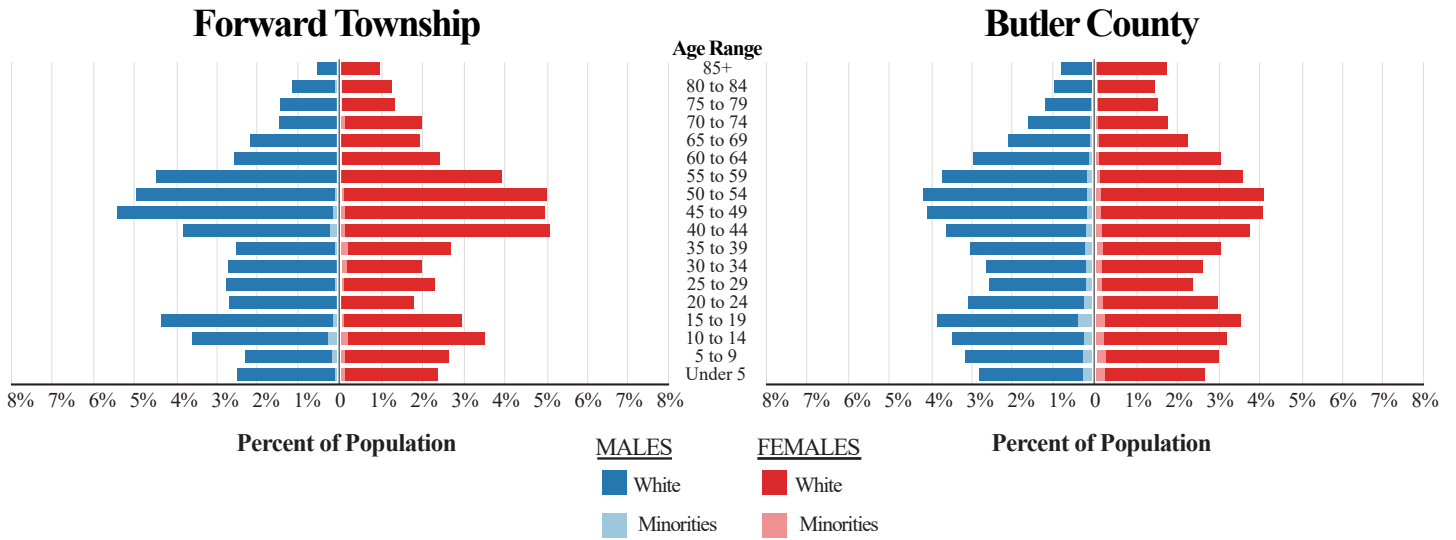 Forward Township
Butler County
Age Range
85+
80 to 84
75 to 79
70 to 74
65 to 69
60 to 64
55 to 59
50 to 54
45 to 49
40 to 44
35 to 39
30 to 34
25 to 29
20 to 24
15 to 19
10 to 14
5 to 9
Under 5
8% 7% 6% 5% 4% 3% 2% 1% 0 1% 2% 3% 4% 5% 6% 7% 8%
8% 7% 6% 5% 4% 3% 2% 1% 0 1% 2% 3% 4% 5% 6% 7% 8%
Percent of Population
Percent of Population
MALES
FEMALES
White
White
Minorities
Minorities